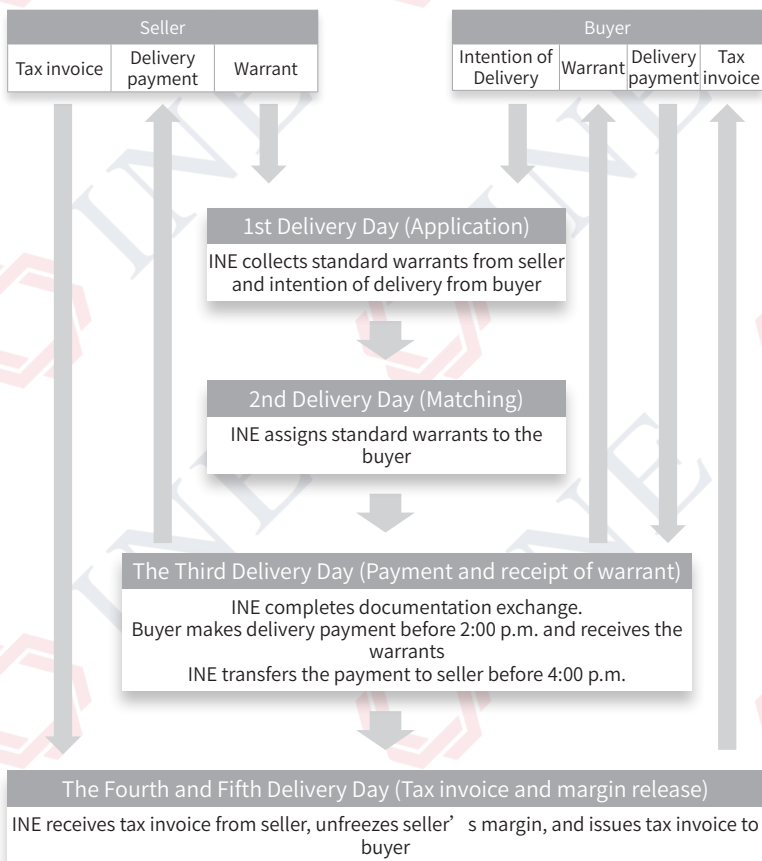 Seller
Tax invoice
Delivery
payment
Warrant
Buyer
Intention of
Delivery
Warrant
Delivery
payment
Tax
invoice
1st Delivery Day (Application)
INE collects standard warrants from seller
and intention of delivery from buyer
2nd Delivery Day (Matching)
INE assigns standard warrants to the
buyer
The Third Delivery Day (Payment and receipt of warrant)
INE completes documentation exchange.
Buyer makes delivery payment before 2:00 p.m. and receives the
warrants
INE transfers the payment to seller before 4:00 p.m.
The Fourth and Fifth Delivery Day (Tax invoice and margin release)
INE receives tax invoice from seller, unfreezes seller’ s margin, and issues tax invoice to
buyer
INE
INE
INE
INE